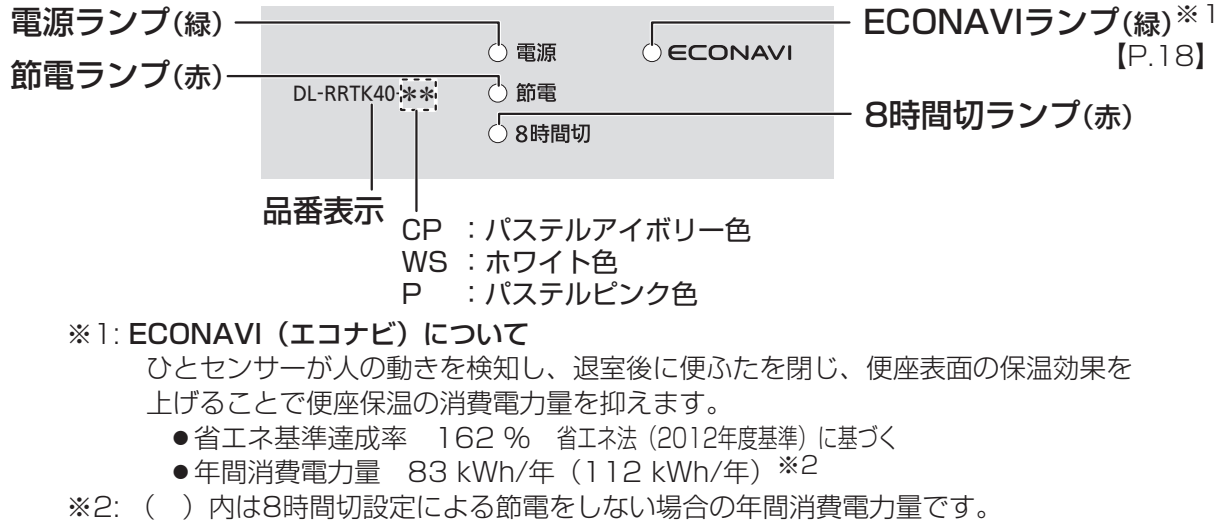 電源ランプ(緑)
節電ランプ(赤)
電源
ECONAVI
DL-RRTK40-**
節電
8時間切
ECONAVIランプ(緑)※1
【P.18】
8時間切ランプ(赤)
品番表示
CP :パステルアイボリー色
WS :ホワイト色
P :パステルピンク色
※1: ECONAVI(エコナビ)について
ひとセンサーが人の動きを検知し、退室後に便ふたを閉じ、便座表面の保温効果を
上げることで便座保温の消費電力量を抑えます。
●省エネ基準達成率 162 % 省エネ法(2012年度基準)に基づく
●年間消費電力量 83 kWh/年(112 kWh/年)※2
※2: ( )内は8時間切設定による節電をしない場合の年間消費電力量です。